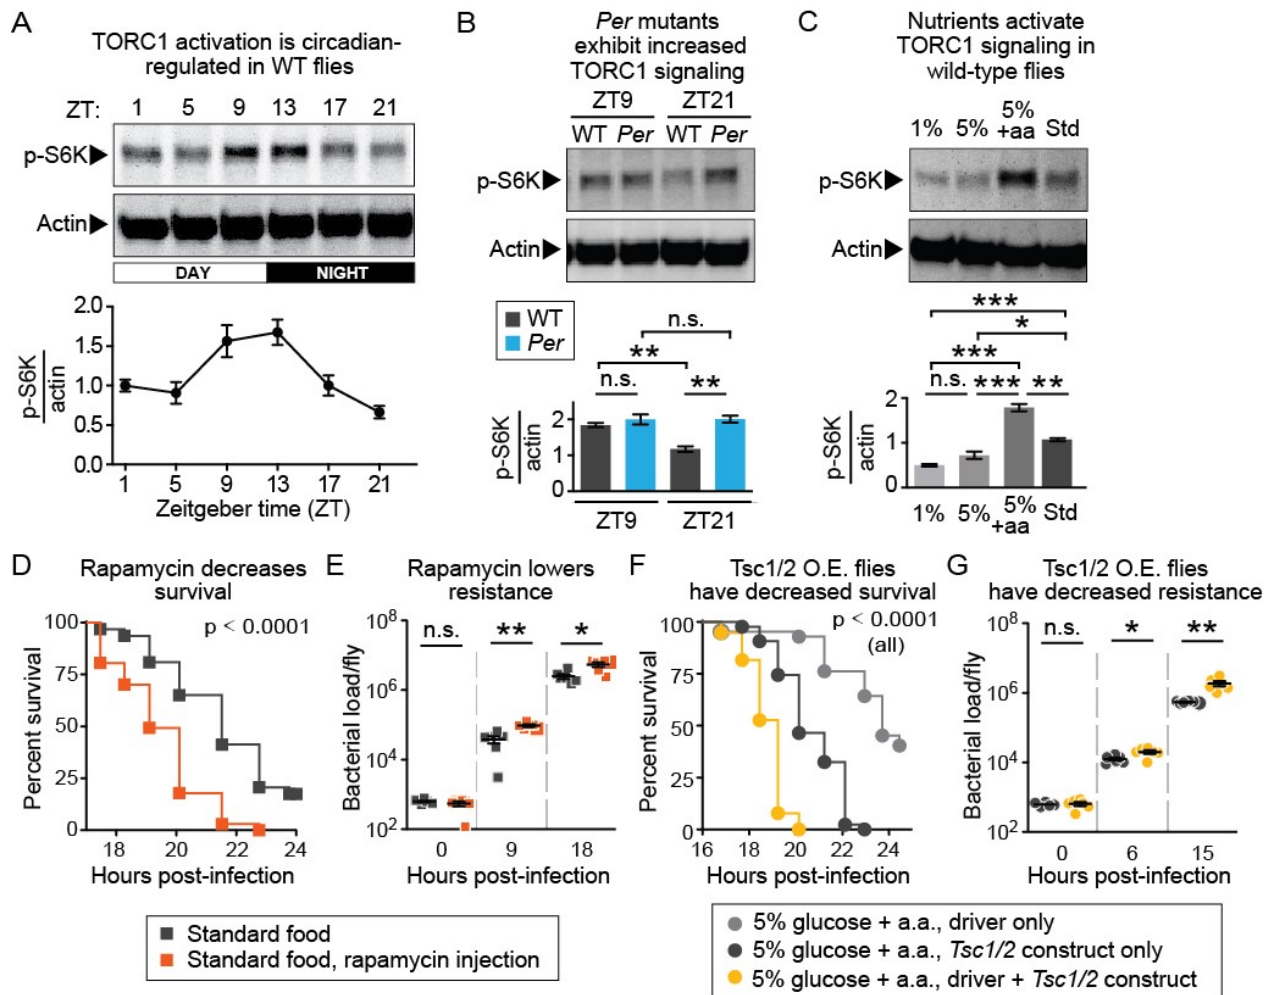 A
TORC1 activation is circadian-
regulated in WT flies
ZT: 1 5 9 13 17 21
p-S6K
Actin
DAY NIGHT
2.0
1.5
1.0
0.5
0.0
p-S6K
actin
1 5 9 13 17 21
Zeitgeber time (ZT)
B
Per mutants
exhibit increased
TORC1 signaling
ZT9 ZT21
WT Per WT Per
p-S6K
Actin
WT
Per
n.s.
**
n.s. **
2
1
0
p-S6K
actin
ZT9 ZT21
C
Nutrients activate
TORC1 signaling in
wild-type flies
1% 5% 5% +aa Std
p-S6K
Actin
***
*
***
n.s. *** **
2
1
0
p-S6K
actin
1% 5% 5% +aa Std
D
Rapamycin decreases
survival
p < 0.0001
100
75
50
25
0
Percent survival
18 20 22 24
Hours post-infection
E
Rapamycin lowers
resistance
n.s. ** *
10^8
10^6
10^4
10^2
Bacterial load/fly
0 9 18
Hours post-infection
Standard food
Standard food, rapamycin injection
F
Tsc1/2 O.E. flies
have decreased survival
p < 0.0001
(all)
100
75
50
25
0
Percent survival
16 18 20 22 24
Hours post-infection
G
Tsc1/2 O.E. flies
have decreased resistance
n.s. * **
10^8
10^6
10^4
10^2
Bacterial load/fly
0 6 15
Hours post-infection
5% glucose + a.a., driver only
5% glucose + a.a., Tsc1/2 construct only
5% glucose + a.a., driver + Tsc1/2 construct